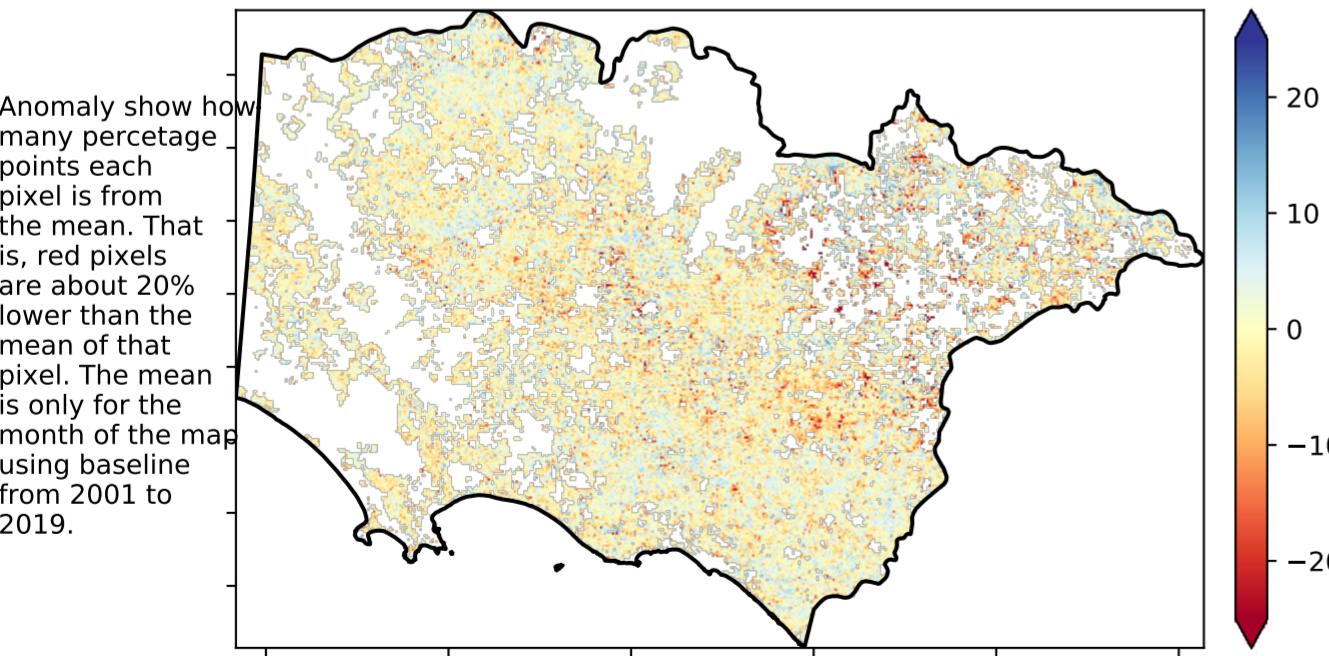 Anomaly show how
many percetage
points each
pixel is from
the mean. That
is, red pixels
are about 20%
lower than the
mean of that
pixel. The mean
is only for the
month of the map
using baseline
from 2001 to
2019.
20
10
0
−10
−20